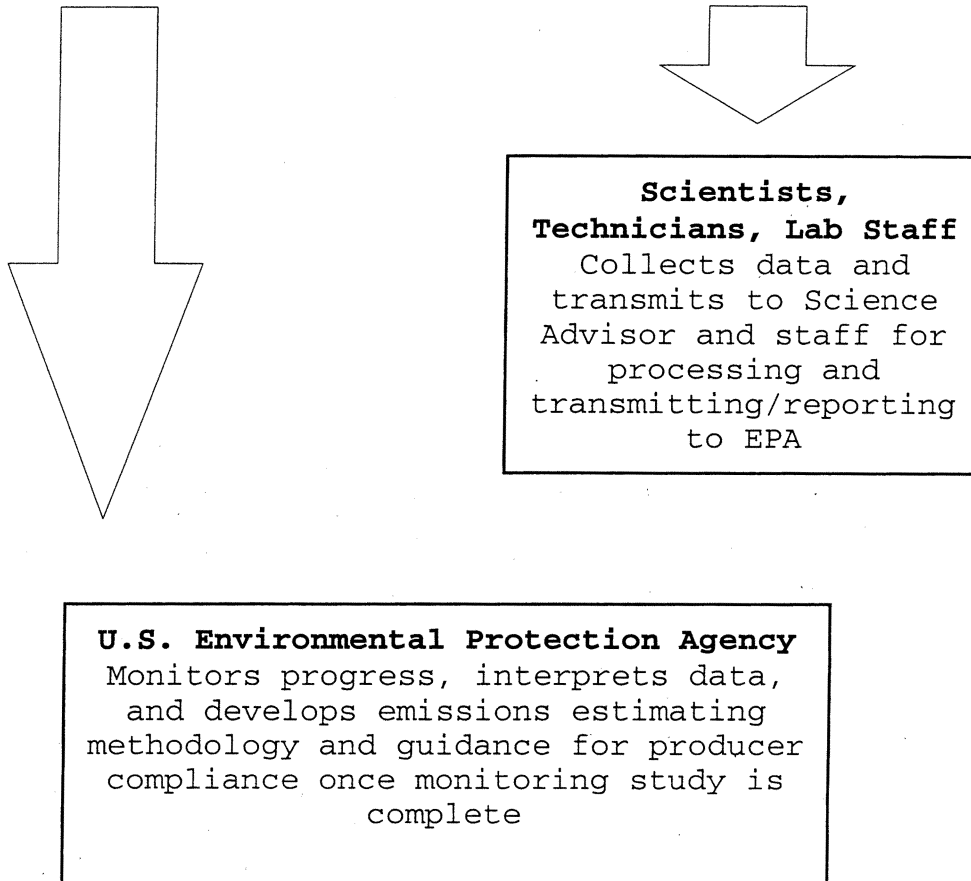 Scientists,
Technicians, Lab Staff
Collects data and
transmits to Science
Advisor and staff for
processing and
transmitting/reporting
to EPA
U.S. Environmental Protection Agency
Monitors progress, interprets data,
and develops emissions estimating
methodology and guidance for producer
compliance once monitoring study is
complete